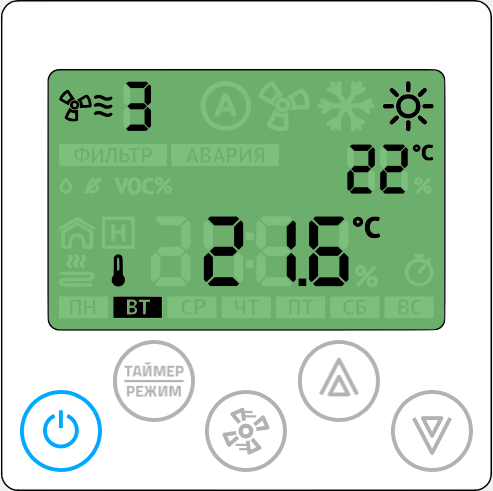 3 A
ФИЛЬТР АВАРИЯ
22 °C
VOC% %
H 21.6 °C
%
ПН ВТ СР ЧТ ПТ СБ ВС
ТАЙМЕР
РЕЖИМ